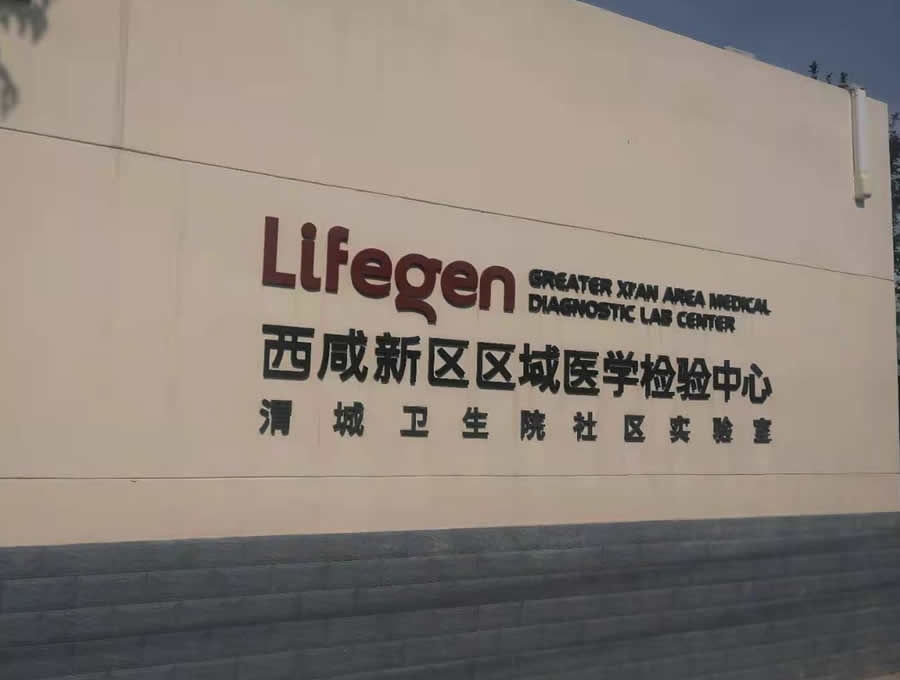 Lifegen
GREATER XI'AN AREA MEDICAL
DIAGNOSTIC LAB CENTER
西咸新区区域医学检验中心
渭城卫生院社区实验室